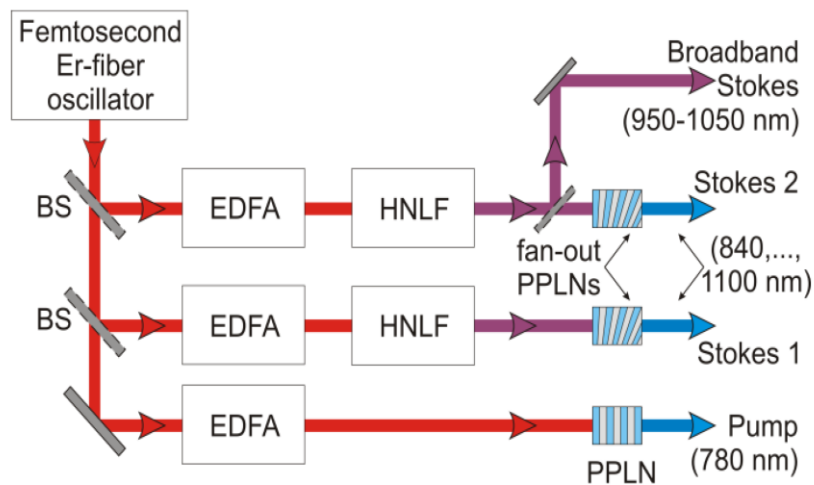 Femtosecond
Er-fiber
oscillator
Broadband
Stokes
(950-1050 nm)
BS
EDFA
HNLF
Stokes 2
fan-out
PPLNs
(840,...,
1100 nm)
BS
EDFA
HNLF
Stokes 1
EDFA
Pump
(780 nm)
PPLN